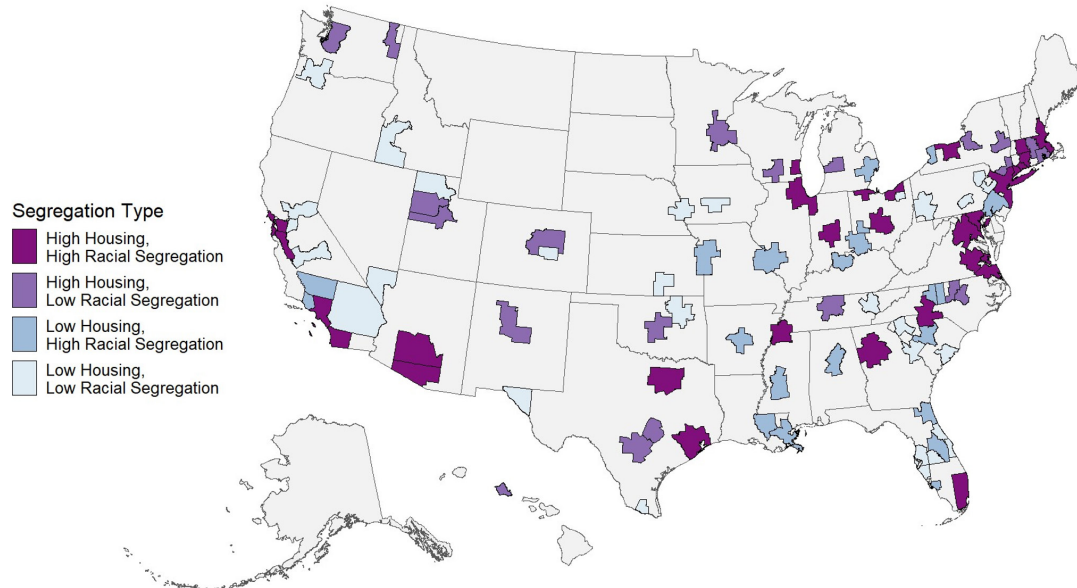 Segregation Type
High Housing,
High Racial Segregation
High Housing,
Low Racial Segregation
Low Housing,
High Racial Segregation
Low Housing,
Low Racial Segregation